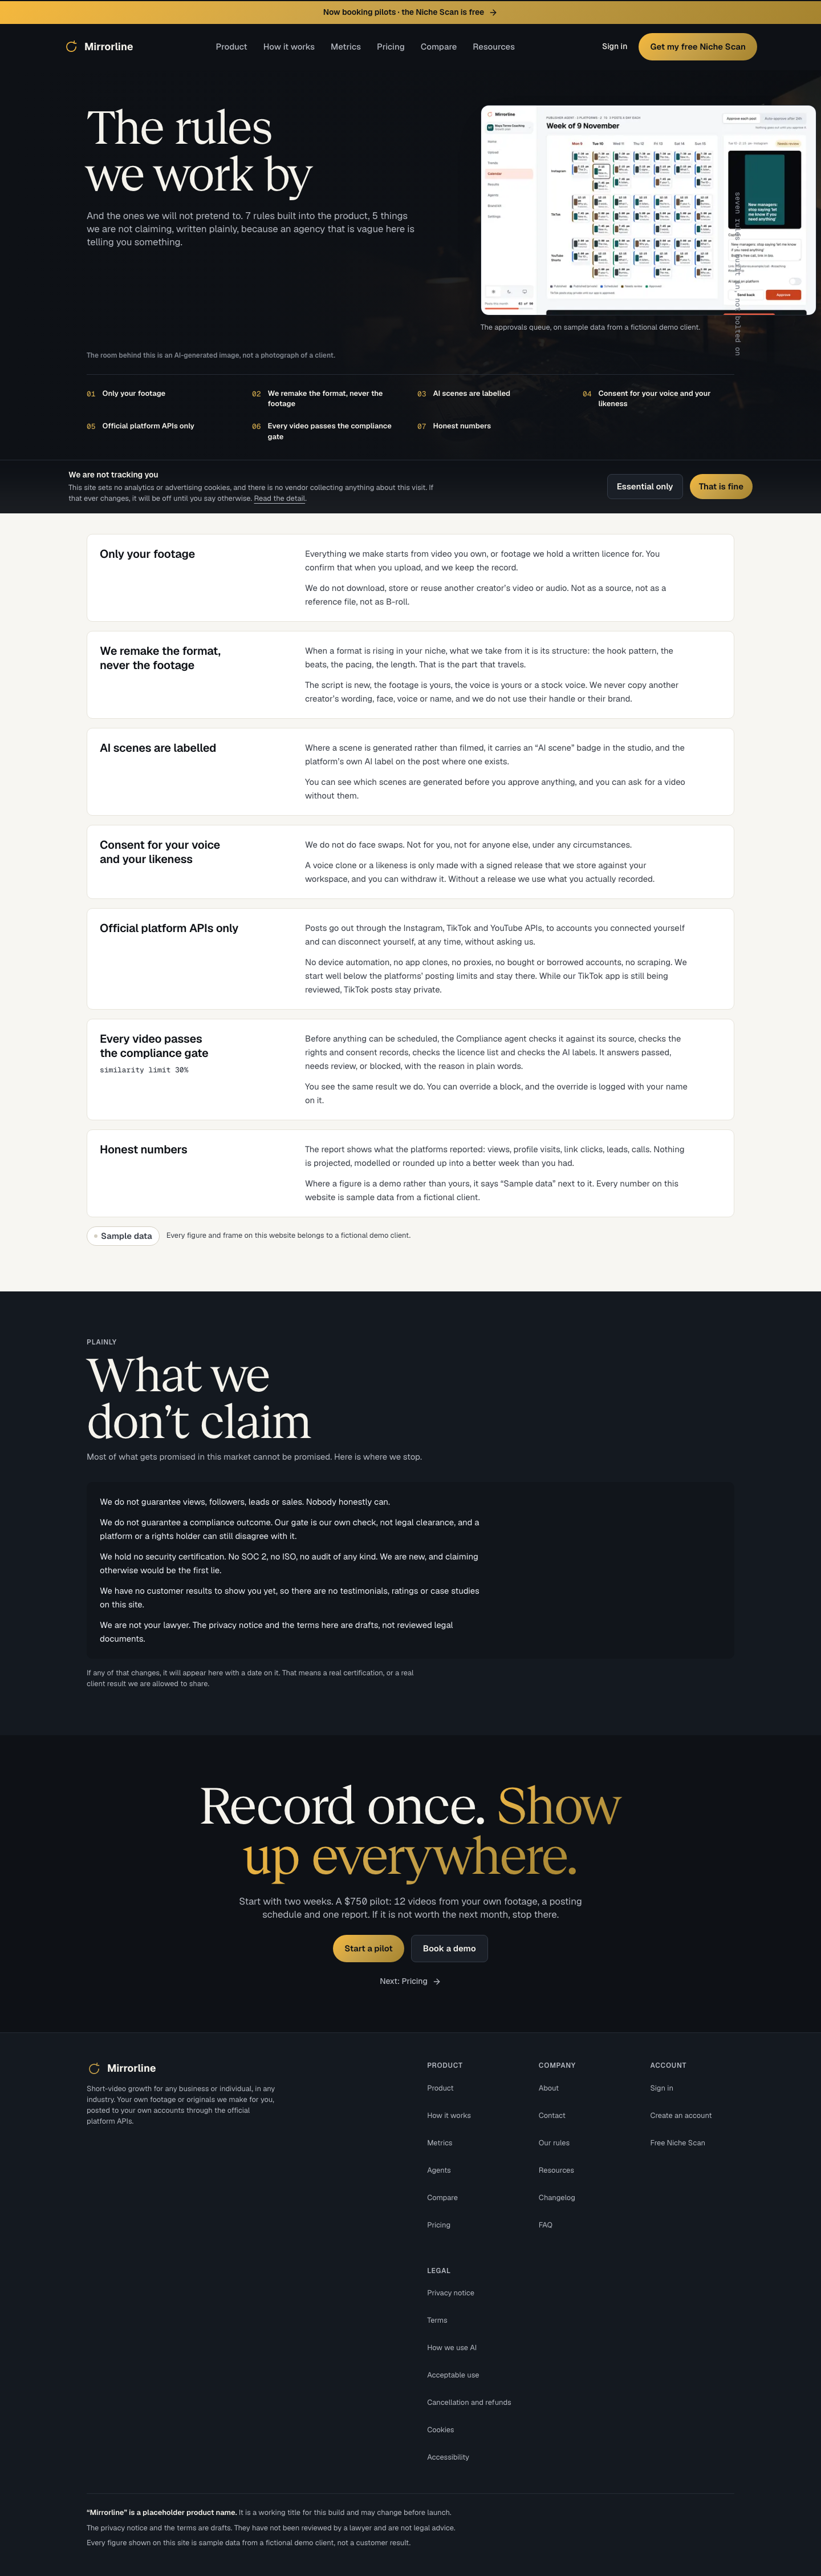 Now booking pilots · the Niche Scan is free →
Mirrorline
Product
How it works
Metrics
Pricing
Compare
Resources
Sign in
Get my free Niche Scan
The rules
we work by
And the ones we will not pretend to. 7 rules built into the product, 5 things
we are not claiming, written plainly, because an agency that is vague here is
telling you something.
Mirrorline
Week of 9 November
Instagram
TikTok
YouTube
Approve
seven rules, built in, not bolted on
The approvals queue, on sample data from a fictional demo client.
The room behind this is an AI-generated image, not a photograph of a client.
01 Only your footage
02 We remake the format, never the
footage
03 AI scenes are labelled
04 Consent for your voice and your
likeness
05 Official platform APIs only
06 Every video passes the compliance
gate
07 Honest numbers
We are not tracking you
This site sets no analytics or advertising cookies, and there is no vendor collecting anything about this visit. If
that ever changes, it will be off until you say otherwise. Read the detail.
Essential only
That is fine
Only your footage
Everything we make starts from video you own, or footage we hold a written licence for. You
confirm that when you upload, and we keep the record.
We do not download, store or reuse another creator’s video or audio. Not as a source, not as a
reference file, not as B-roll.
We remake the format,
never the footage
When a format is rising in your niche, what we take from it is its structure: the hook pattern, the
beats, the pacing, the length. That is the part that travels.
The script is new, the footage is yours, the voice is yours or a stock voice. We never copy another
creator’s wording, face, voice or name, and we do not use their handle or their brand.
AI scenes are labelled
Where a scene is generated rather than filmed, it carries an “AI scene” badge in the studio, and the
platform’s own AI label on the post where one exists.
You can see which scenes are generated before you approve anything, and you can ask for a video
without them.
Consent for your voice
and your likeness
We do not do face swaps. Not for you, not for anyone else, under any circumstances.
A voice clone or a likeness is only made with a signed release that we store against your
workspace, and you can withdraw it. Without a release we use what you actually recorded.
Official platform APIs only
Posts go out through the Instagram, TikTok and YouTube APIs, to accounts you connected yourself
and can disconnect yourself, at any time, without asking us.
No device automation, no app clones, no proxies, no bought or borrowed accounts, no scraping. We
start well below the platforms’ posting limits and stay there. While our TikTok app is still being
reviewed, TikTok posts stay private.
Every video passes
the compliance gate
similarity limit 30%
Before anything can be scheduled, the Compliance agent checks it against its source, checks the
rights and consent records, checks the licence list and checks the AI labels. It answers passed,
needs review, or blocked, with the reason in plain words.
You see the same result we do. You can override a block, and the override is logged with your name
on it.
Honest numbers
The report shows what the platforms reported: views, profile visits, link clicks, leads, calls. Nothing
is projected, modelled or rounded up into a better week than you had.
Where a figure is a demo rather than yours, it says “Sample data” next to it. Every number on this
website is sample data from a fictional client.
Sample data
Every figure and frame on this website belongs to a fictional demo client.
PLAINLY
What we
don’t claim
Most of what gets promised in this market cannot be promised. Here is where we stop.
We do not guarantee views, followers, leads or sales. Nobody honestly can.
We do not guarantee a compliance outcome. Our gate is our own check, not legal clearance, and a
platform or a rights holder can still disagree with it.
We hold no security certification. No SOC 2, no ISO, no audit of any kind. We are new, and claiming
otherwise would be the first lie.
We have no customer results to show you yet, so there are no testimonials, ratings or case studies
on this site.
We are not your lawyer. The privacy notice and the terms here are drafts, not reviewed legal
documents.
If any of that changes, it will appear here with a date on it. That means a real certification, or a real
client result we are allowed to share.
Record once. Show
up everywhere.
Start with two weeks. A $750 pilot: 12 videos from your own footage, a posting
schedule and one report. If it is not worth the next month, stop there.
Start a pilot
Book a demo
Next: Pricing →
Mirrorline
Short-video growth for any business or individual, in any
industry. Your own footage or originals we make for you,
posted to your own accounts through the official
platform APIs.
PRODUCT
Product
How it works
Metrics
Agents
Compare
Pricing
COMPANY
About
Contact
Our rules
Resources
Changelog
FAQ
ACCOUNT
Sign in
Create an account
Free Niche Scan
LEGAL
Privacy notice
Terms
How we use AI
Acceptable use
Cancellation and refunds
Cookies
Accessibility
“Mirrorline” is a placeholder product name. It is a working title for this build and may change before launch.
The privacy notice and the terms are drafts. They have not been reviewed by a lawyer and are not legal advice.
Every figure shown on this site is sample data from a fictional demo client, not a customer result.